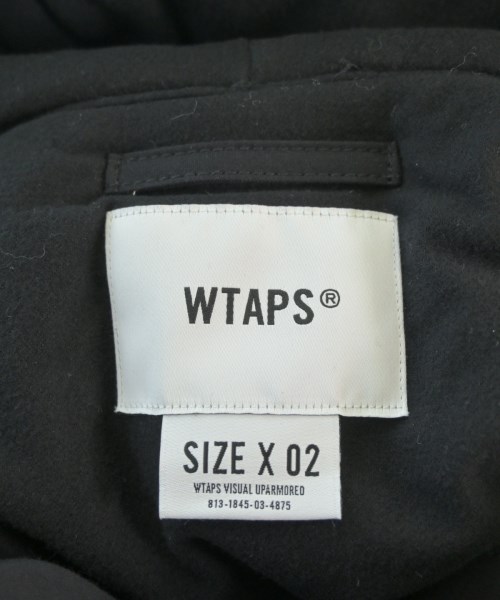 WTAPS®
SIZE X 02
WTAPS VISUAL UPARMORED
813-1845-03-4875